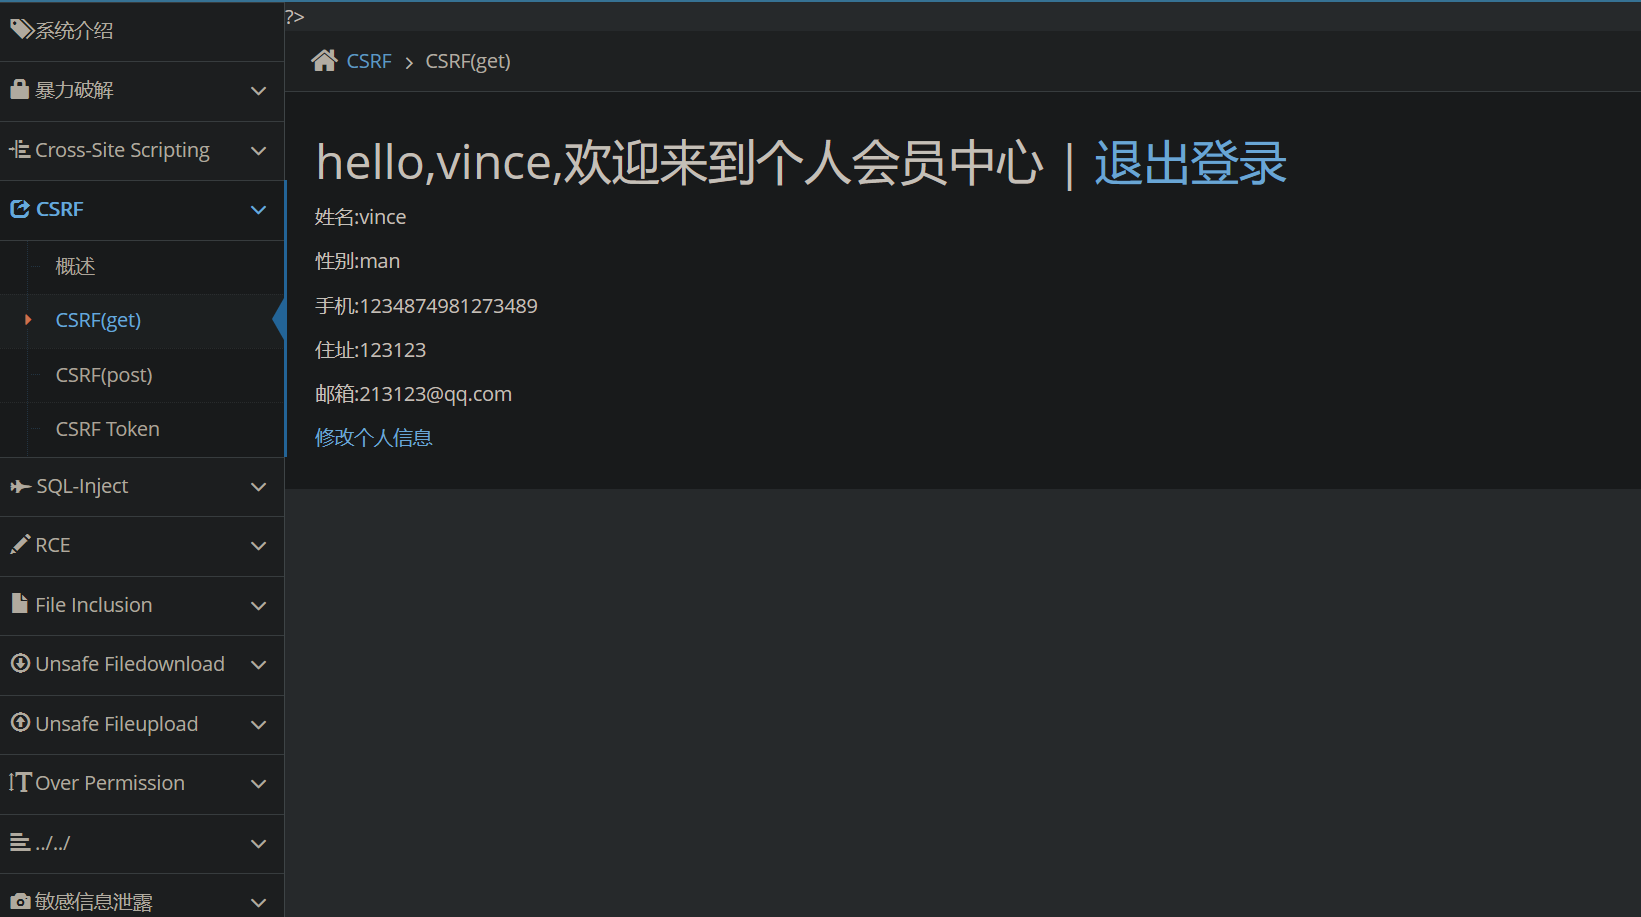 系统介绍
暴力破解
Cross-Site Scripting
CSRF
概述
CSRF(get)
CSRF(post)
CSRF Token
SQL-Inject
RCE
File Inclusion
Unsafe Filedownload
Unsafe Fileupload
Over Permission
../../
敏感信息泄露
?>
CSRF > CSRF(get)
hello,vince,欢迎来到个人会员中心 | 退出登录
姓名:vince
性别:man
手机:1234874981273489
住址:123123
邮箱:213123@qq.com
修改个人信息